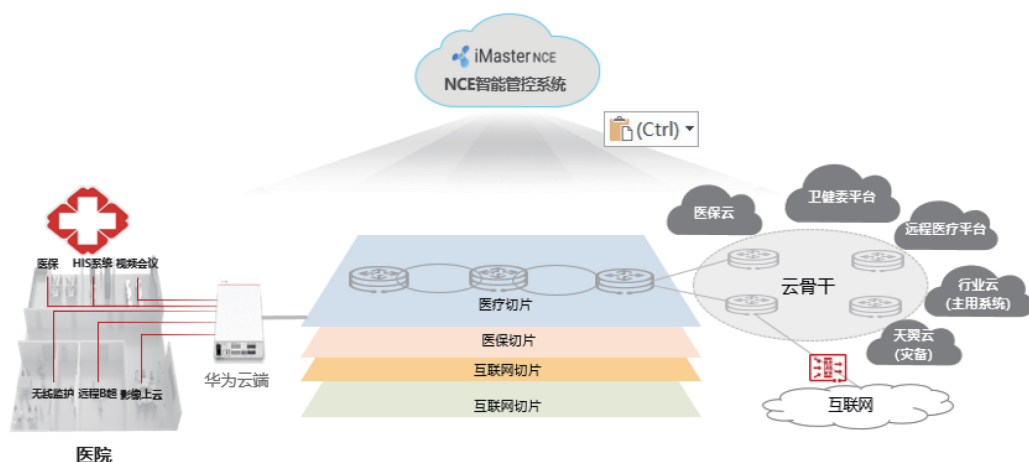 iMaster NCE
NCE智能管控系统
(Ctrl)
医保云
卫健委平台
远程医疗平台
行业云
(主用系统)
天翼云
(灾备)
云骨干
互联网
医保
HIS系统
视频会议
无线监护
远程B超
影像上云
医院
华为云端
医疗切片
医保切片
互联网切片
互联网切片